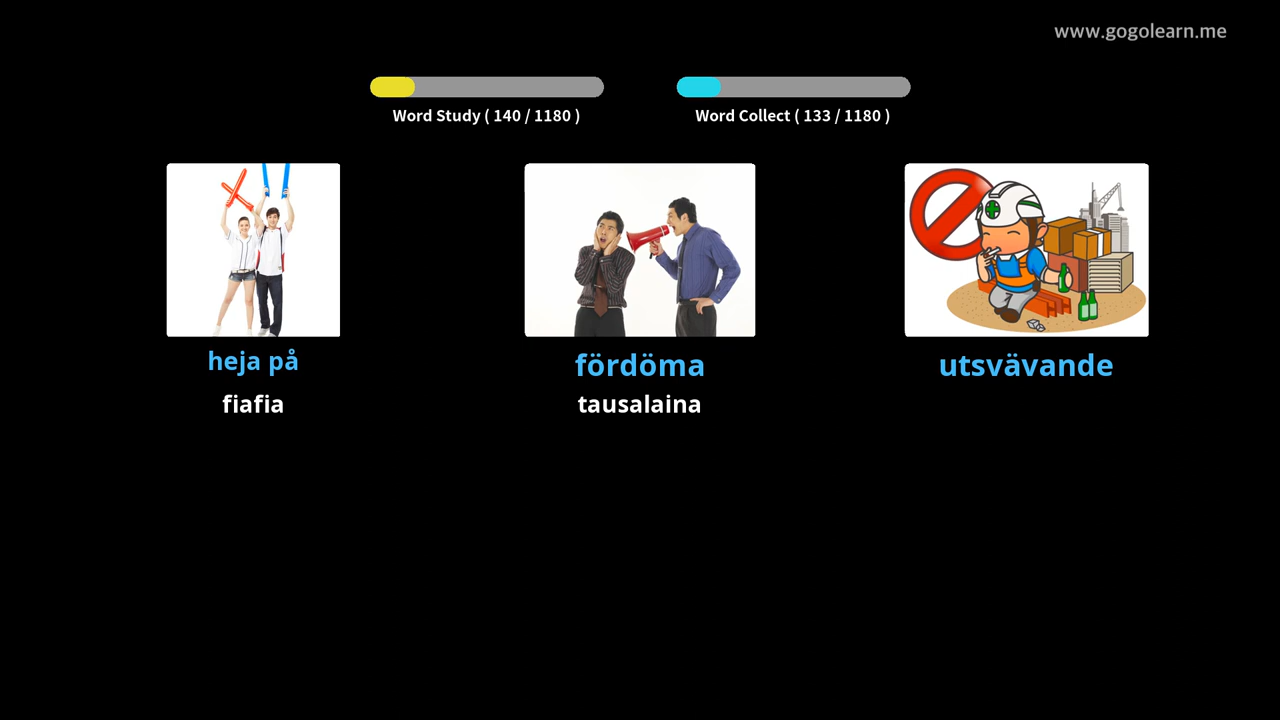 www.gogolearn.me
Word Study ( 140 / 1180 )
Word Collect ( 133 / 1180 )
heja på
fördöma
utsvävande
fiafia
tausalaina